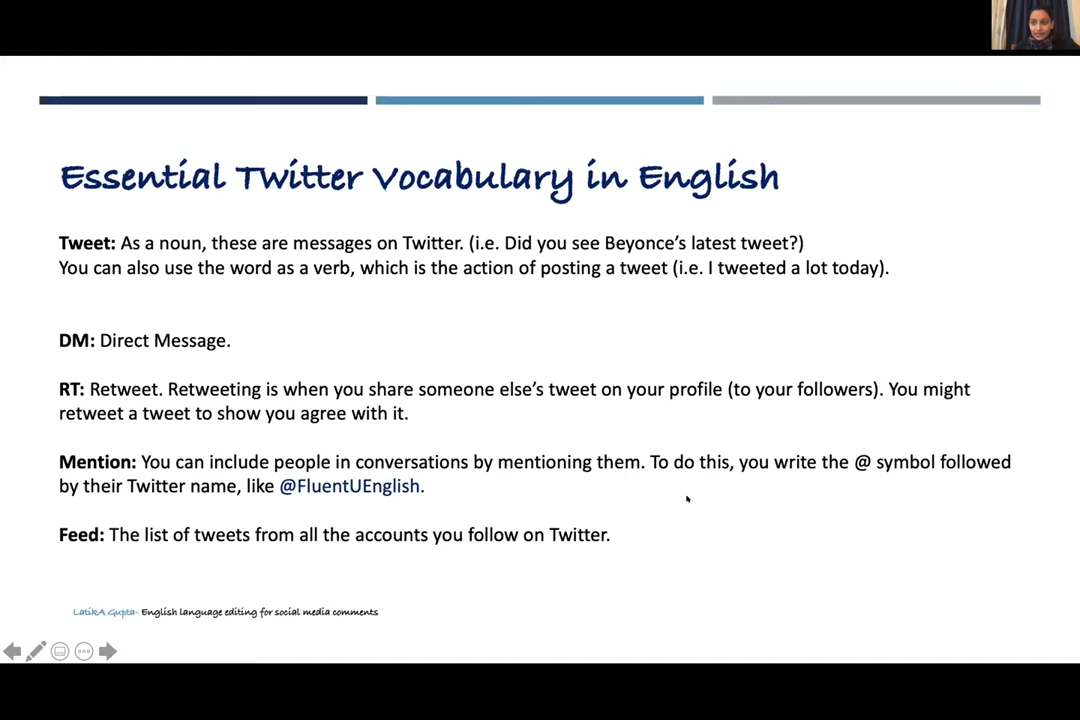 Essential Twitter Vocabulary in English
Tweet: As a noun, these are messages on Twitter. (i.e. Did you see Beyonce’s latest tweet?)
You can also use the word as a verb, which is the action of posting a tweet (i.e. I tweeted a lot today).
DM: Direct Message.
RT: Retweet. Retweeting is when you share someone else’s tweet on your profile (to your followers). You might
retweet a tweet to show you agree with it.
Mention: You can include people in conversations by mentioning them. To do this, you write the @ symbol followed
by their Twitter name, like @FluentUEnglish.
Feed: The list of tweets from all the accounts you follow on Twitter.
LatikA Gupta- English language editing for social media comments